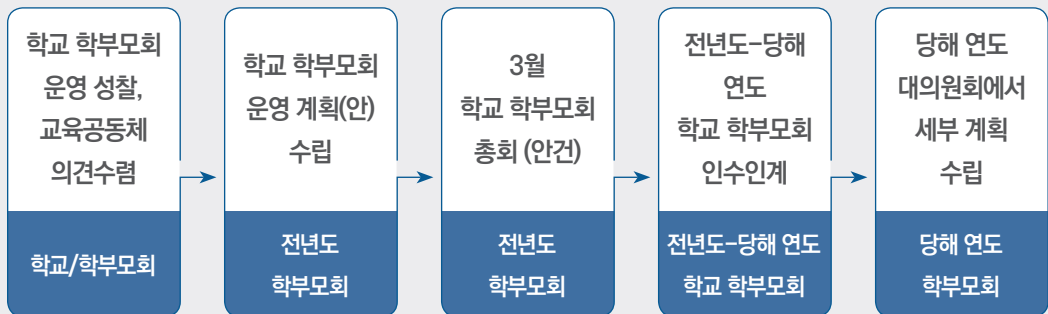 학교 학부모회
운영 성찰,
교육공동체
의견수렴
학교/학부모회
학교 학부모회
운영 계획(안)
수립
전년도
학부모회
3월
학교 학부모회
총회 (안건)
전년도
학부모회
전년도-당해
연도
학교 학부모회
인수인계
전년도-당해 연도
학교 학부모회
당해 연도
대의원회에서
세부 계획
수립
당해 연도
학부모회